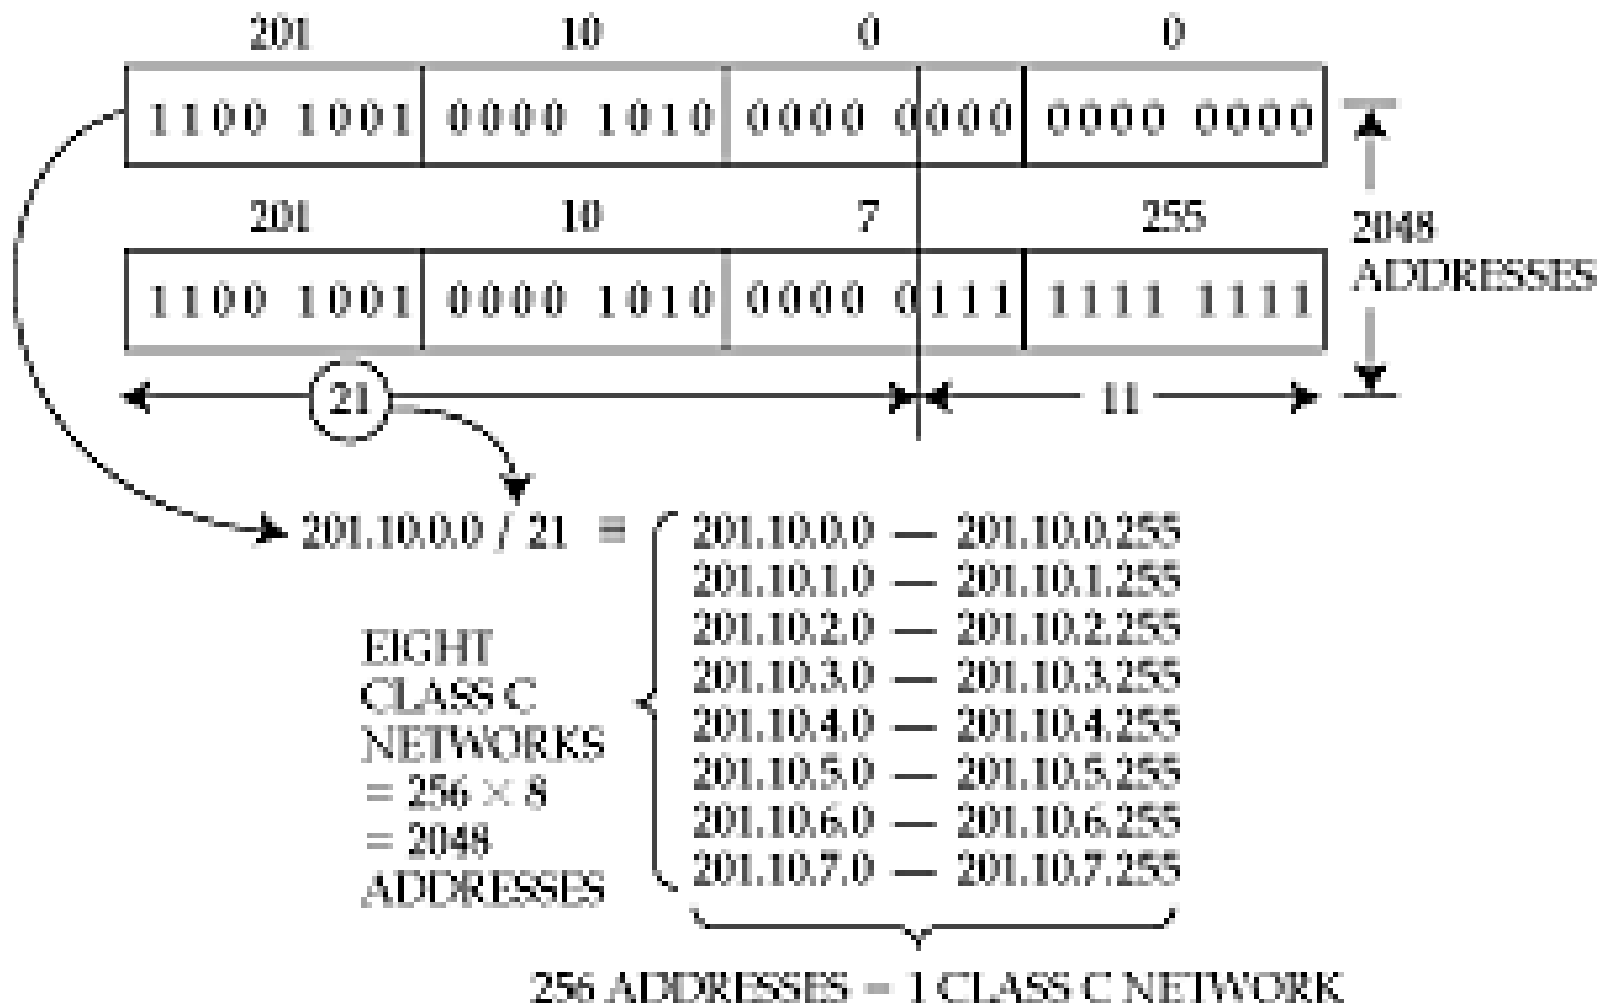 201 10 0 0
1100 1001 0000 1010 0000 0000 0000 0000
201 10 7 255
1100 1001 0000 1010 0000 0111 1111 1111
2048
ADDRESSES
21 11
201.10.0.0 / 21 =
201.10.0.0 — 201.10.0.255
201.10.1.0 — 201.10.1.255
201.10.2.0 — 201.10.2.255
201.10.3.0 — 201.10.3.255
201.10.4.0 — 201.10.4.255
201.10.5.0 — 201.10.5.255
201.10.6.0 — 201.10.6.255
201.10.7.0 — 201.10.7.255
EIGHT
CLASS C
NETWORKS
= 256 × 8
= 2048
ADDRESSES
256 ADDRESSES = 1 CLASS C NETWORK